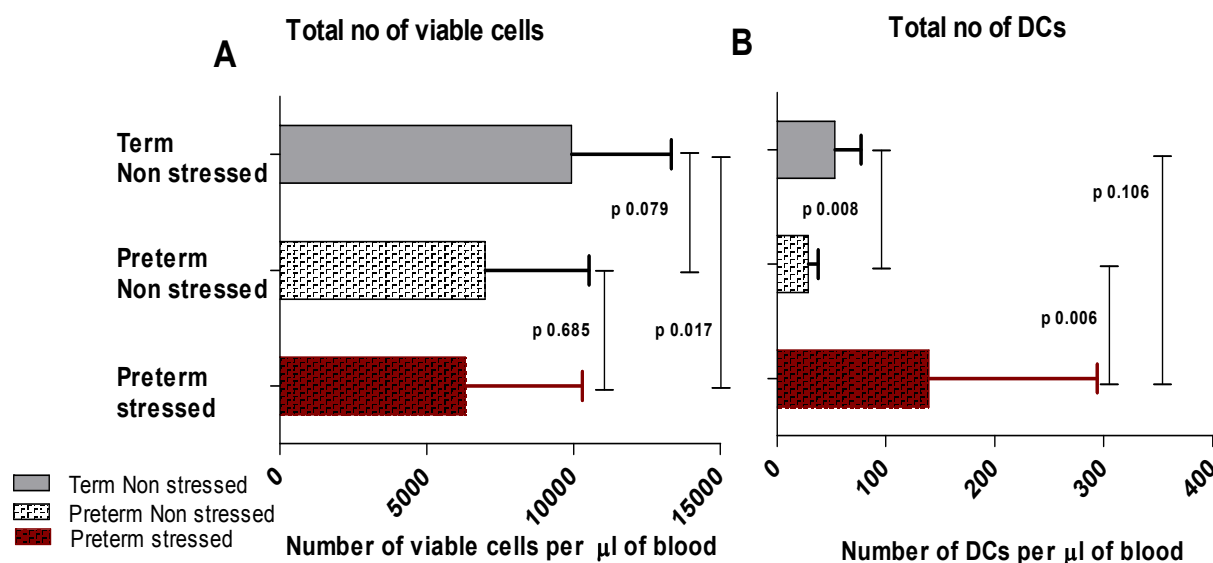 A
Total no of viable cells
Term
Non stressed
Preterm
Non stressed
Preterm
stressed
p 0.079
p 0.685
p 0.017
0
5000
10000
15000
Number of viable cells per μl of blood
B
Total no of DCs
p 0.008
p 0.106
p 0.006
0
100
200
300
400
Number of DCs per μl of blood
Term Non stressed
Preterm Non stressed
Preterm stressed